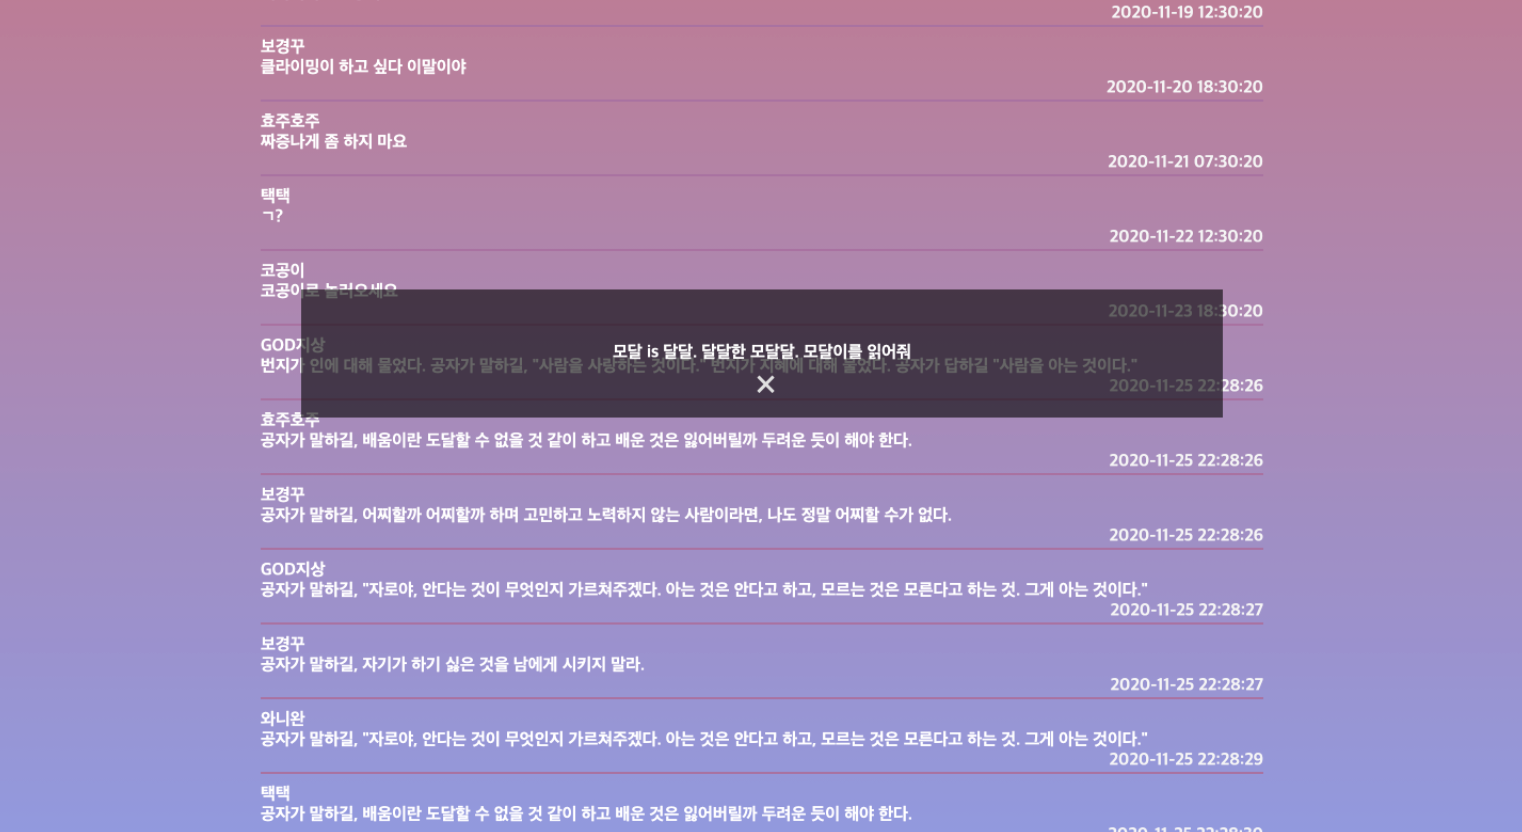 2020-11-19 12:30:20
보경꾸
클라이밍이 하고 싶다 이말이야
2020-11-20 18:30:20
효주호주
짜증나게 좀 하지 마요
2020-11-21 07:30:20
택택
ㄱ?
2020-11-22 12:30:20
코공이
코공이로 놀러오세요
2020-11-23 18:30:20
GOD지상
모달 is 달달. 달달한 모달달. 모달이를 읽어줘
번지가 인에 대해 물었다. 공자가 말하길, "사람을 사랑하는 것이다." 번지가 지혜에 대해 물었다. 공자가 답하길 "사람을 아는 것이다."
2020-11-25 22:28:26
효주호주
공자가 말하길, 배움이란 도달할 수 없을 것 같이 하고 배운 것은 잃어버릴까 두려운 듯이 해야 한다.
2020-11-25 22:28:26
보경꾸
공자가 말하길, 어찌할까 어찌할까 하며 고민하고 노력하지 않는 사람이라면, 나도 정말 어찌할 수가 없다.
2020-11-25 22:28:26
GOD지상
공자가 말하길, "자로야, 안다는 것이 무엇인지 가르쳐주겠다. 아는 것은 안다고 하고, 모르는 것은 모른다고 하는 것. 그게 아는 것이다."
2020-11-25 22:28:27
보경꾸
공자가 말하길, 자기가 하기 싫은 것을 남에게 시키지 말라.
2020-11-25 22:28:27
와니완
공자가 말하길, "자로야, 안다는 것이 무엇인지 가르쳐주겠다. 아는 것은 안다고 하고, 모르는 것은 모른다고 하는 것. 그게 아는 것이다."
2020-11-25 22:28:29
택택
공자가 말하길, 배움이란 도달할 수 없을 것 같이 하고 배운 것은 잃어버릴까 두려운 듯이 해야 한다.